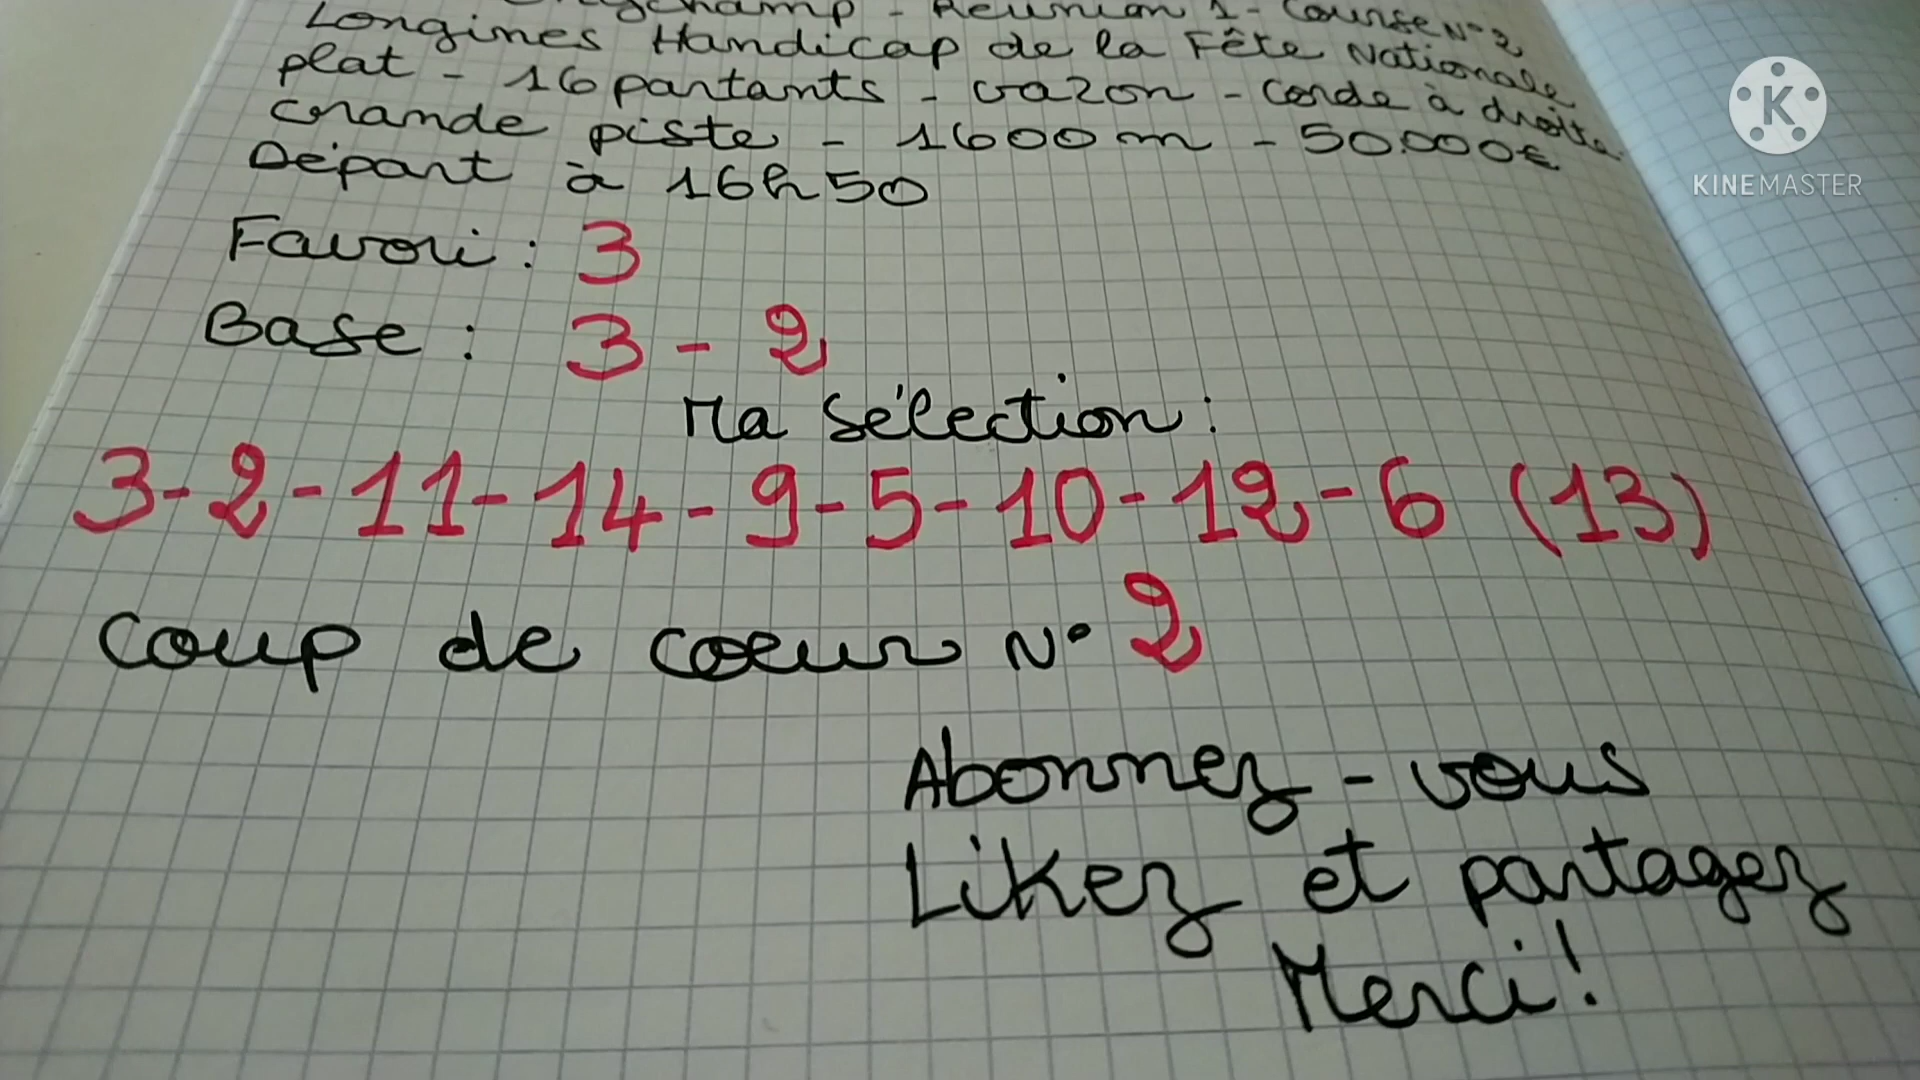 Longchamp - Réunion 1 - Course N° 2
Longines Handicap de la Fête Nationale
plat - 16 partants - Gazon - Corde à droite
Grande piste - 1600 m - 50.000€
Départ à 16h50
Favori : 3
Base : 3 - 2
Ma Sélection :
3 - 2 - 11 - 14 - 9 - 5 - 10 - 12 - 6 (13)
Coup de coeur N° 2
Abonnez - vous
Likez et partagez
Merci !
KINEMASTER